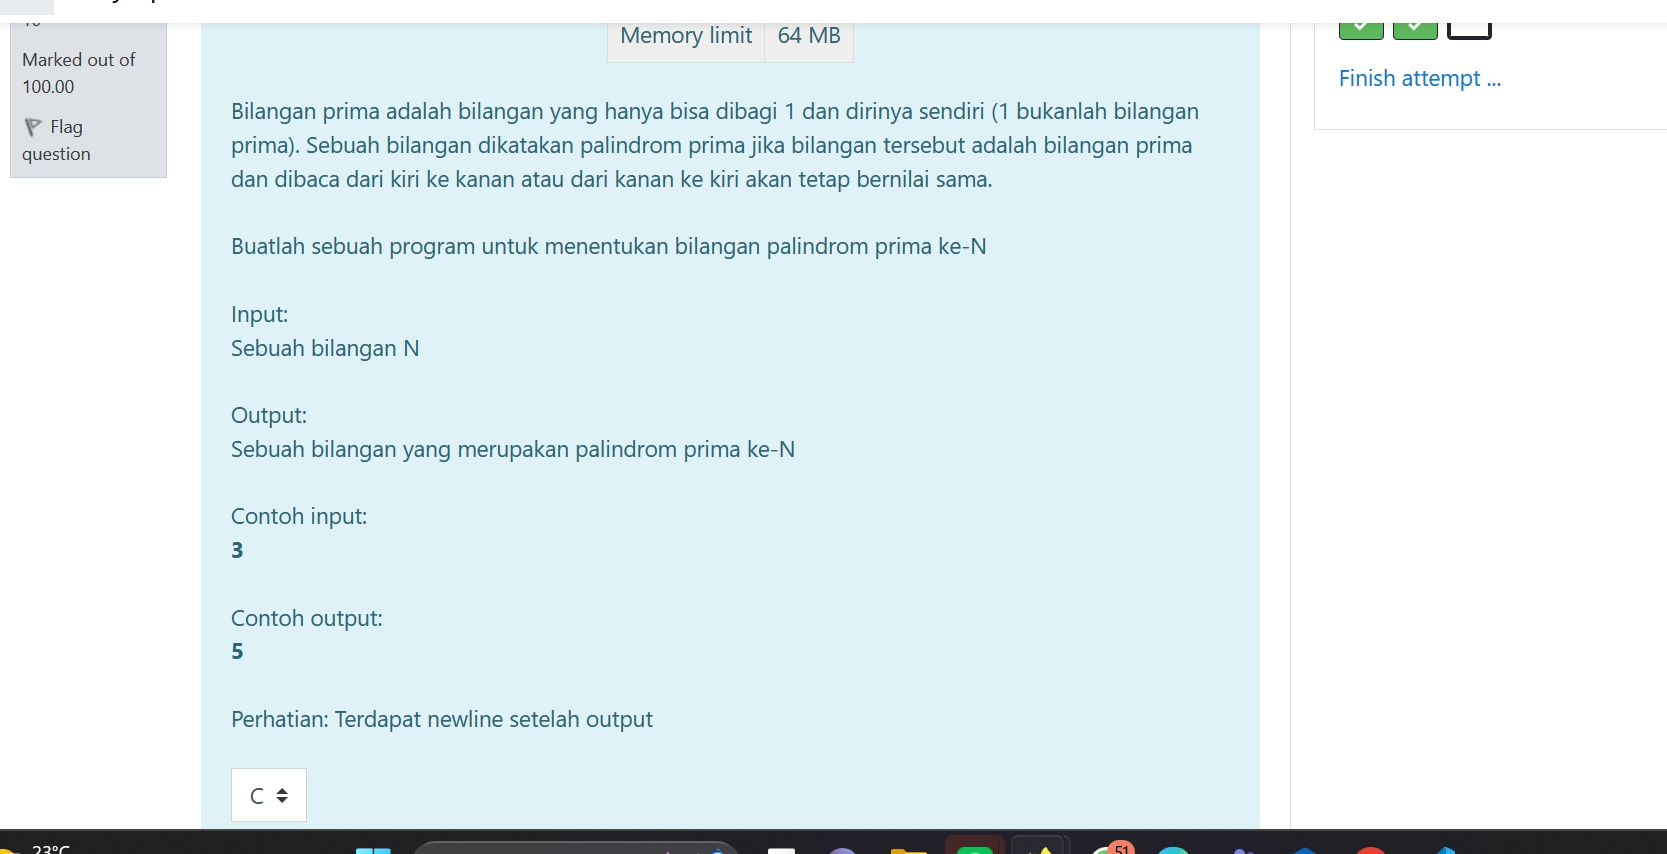 Marked out of
100.00
Flag
question
Memory limit 64 MB
Finish attempt ...
Bilangan prima adalah bilangan yang hanya bisa dibagi 1 dan dirinya sendiri (1 bukanlah bilangan
prima). Sebuah bilangan dikatakan palindrom prima jika bilangan tersebut adalah bilangan prima
dan dibaca dari kiri ke kanan atau dari kanan ke kiri akan tetap bernilai sama.
Buatlah sebuah program untuk menentukan bilangan palindrom prima ke-N
Input:
Sebuah bilangan N
Output:
Sebuah bilangan yang merupakan palindrom prima ke-N
Contoh input:
3
Contoh output:
5
Perhatian: Terdapat newline setelah output
C
23°C
51